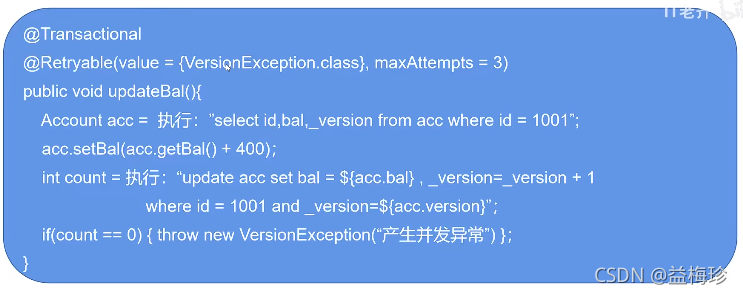 IT老齐
@Transactional
@Retryable(value = {VersionException.class}, maxAttempts = 3)
public void updateBal(){
Account acc = 执行：”select id,bal,_version from acc where id = 1001”;
acc.setBal(acc.getBal() + 400);
int count = 执行：“update acc set bal = ${acc.bal} , _version=_version + 1
where id = 1001 and _version=${acc.version}”;
if(count == 0) { throw new VersionException(“产生并发异常”) };
}
CSDN @益梅珍